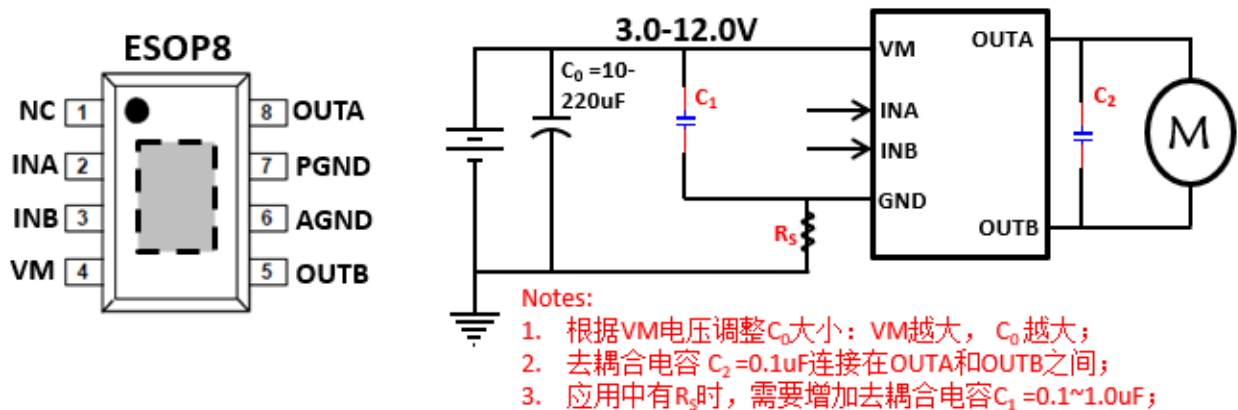 ESOP8
NC 1
INA 2
INB 3
VM 4
8 OUTA
7 PGND
6 AGND
5 OUTB
3.0-12.0V
C₀ =10-
220uF
C₁
Rₛ
VM
INA
INB
GND
OUTA
OUTB
C₂
M
Notes:
1. 根据VM电压调整C₀大小：VM越大， C₀ 越大；
2. 去耦合电容 C₂ =0.1uF连接在OUTA和OUTB之间；
3. 应用中有Rₛ时，需要增加去耦合电容C₁ =0.1~1.0uF；